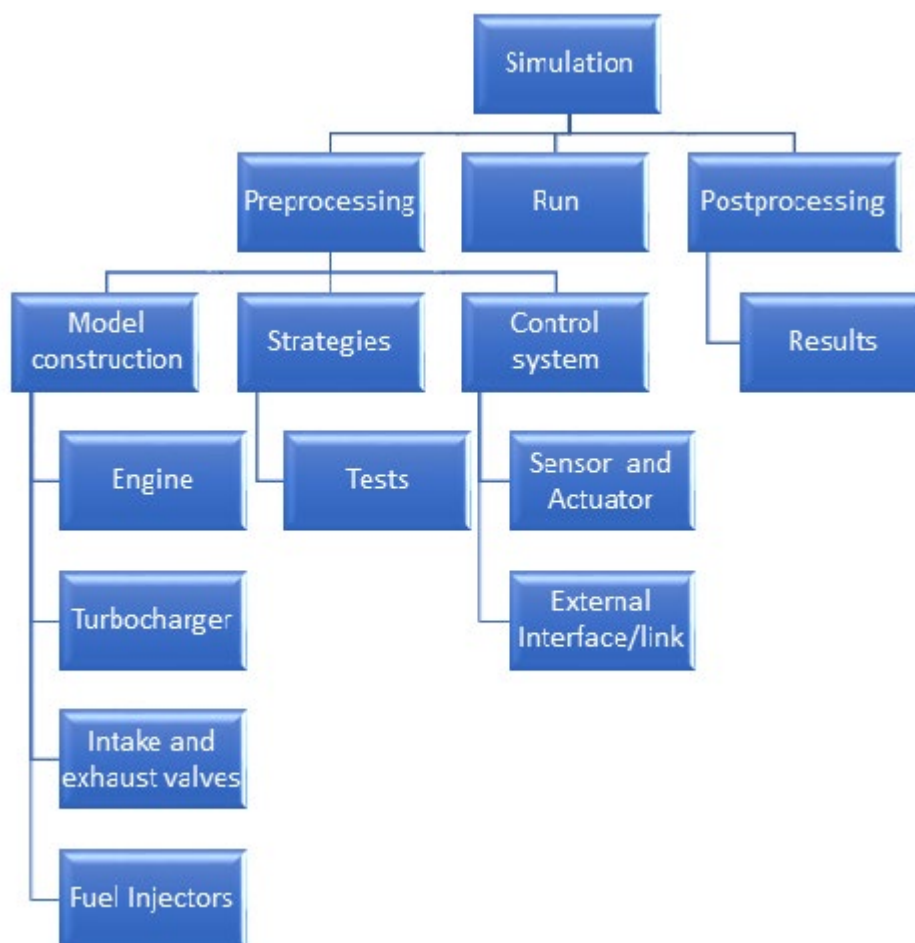 Simulation
Preprocessing
Run
Postprocessing
Model
construction
Strategies
Control
system
Results
Engine
Tests
Sensor and
Actuator
Turbocharger
External
Interface/link
Intake and
exhaust valves
Fuel Injectors